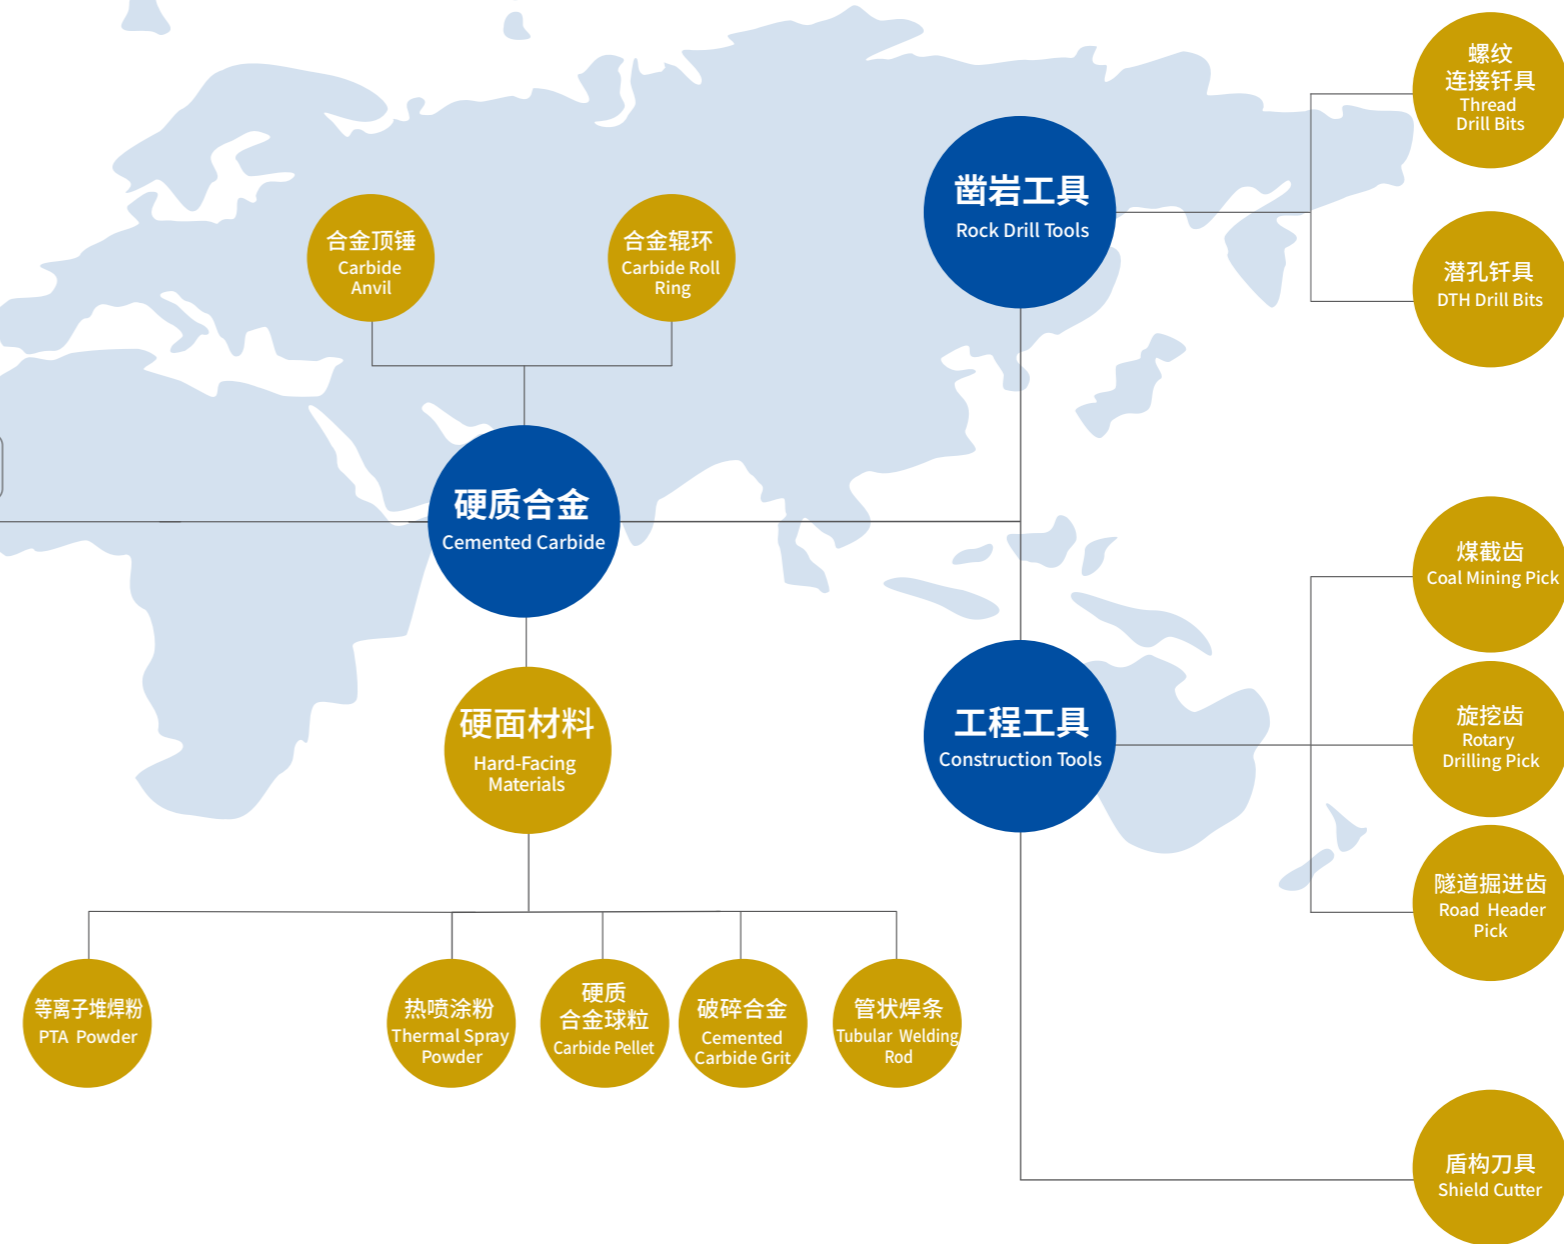 螺纹
连接钎具
Thread
Drill Bits
凿岩工具
Rock Drill Tools
合金顶锤
Carbide
Anvil
合金辊环
Carbide Roll
Ring
潜孔钎具
DTH Drill Bits
硬质合金
Cemented Carbide
煤截齿
Coal Mining Pick
硬面材料
Hard-Facing
Materials
工程工具
Construction Tools
旋挖齿
Rotary
Drilling Pick
隧道掘进齿
Road Header
Pick
等离子堆焊粉
PTA Powder
热喷涂粉
Thermal Spray
Powder
硬质
合金球粒
Carbide Pellet
破碎合金
Cemented
Carbide Grit
管状焊条
Tubular Welding
Rod
盾构刀具
Shield Cutter